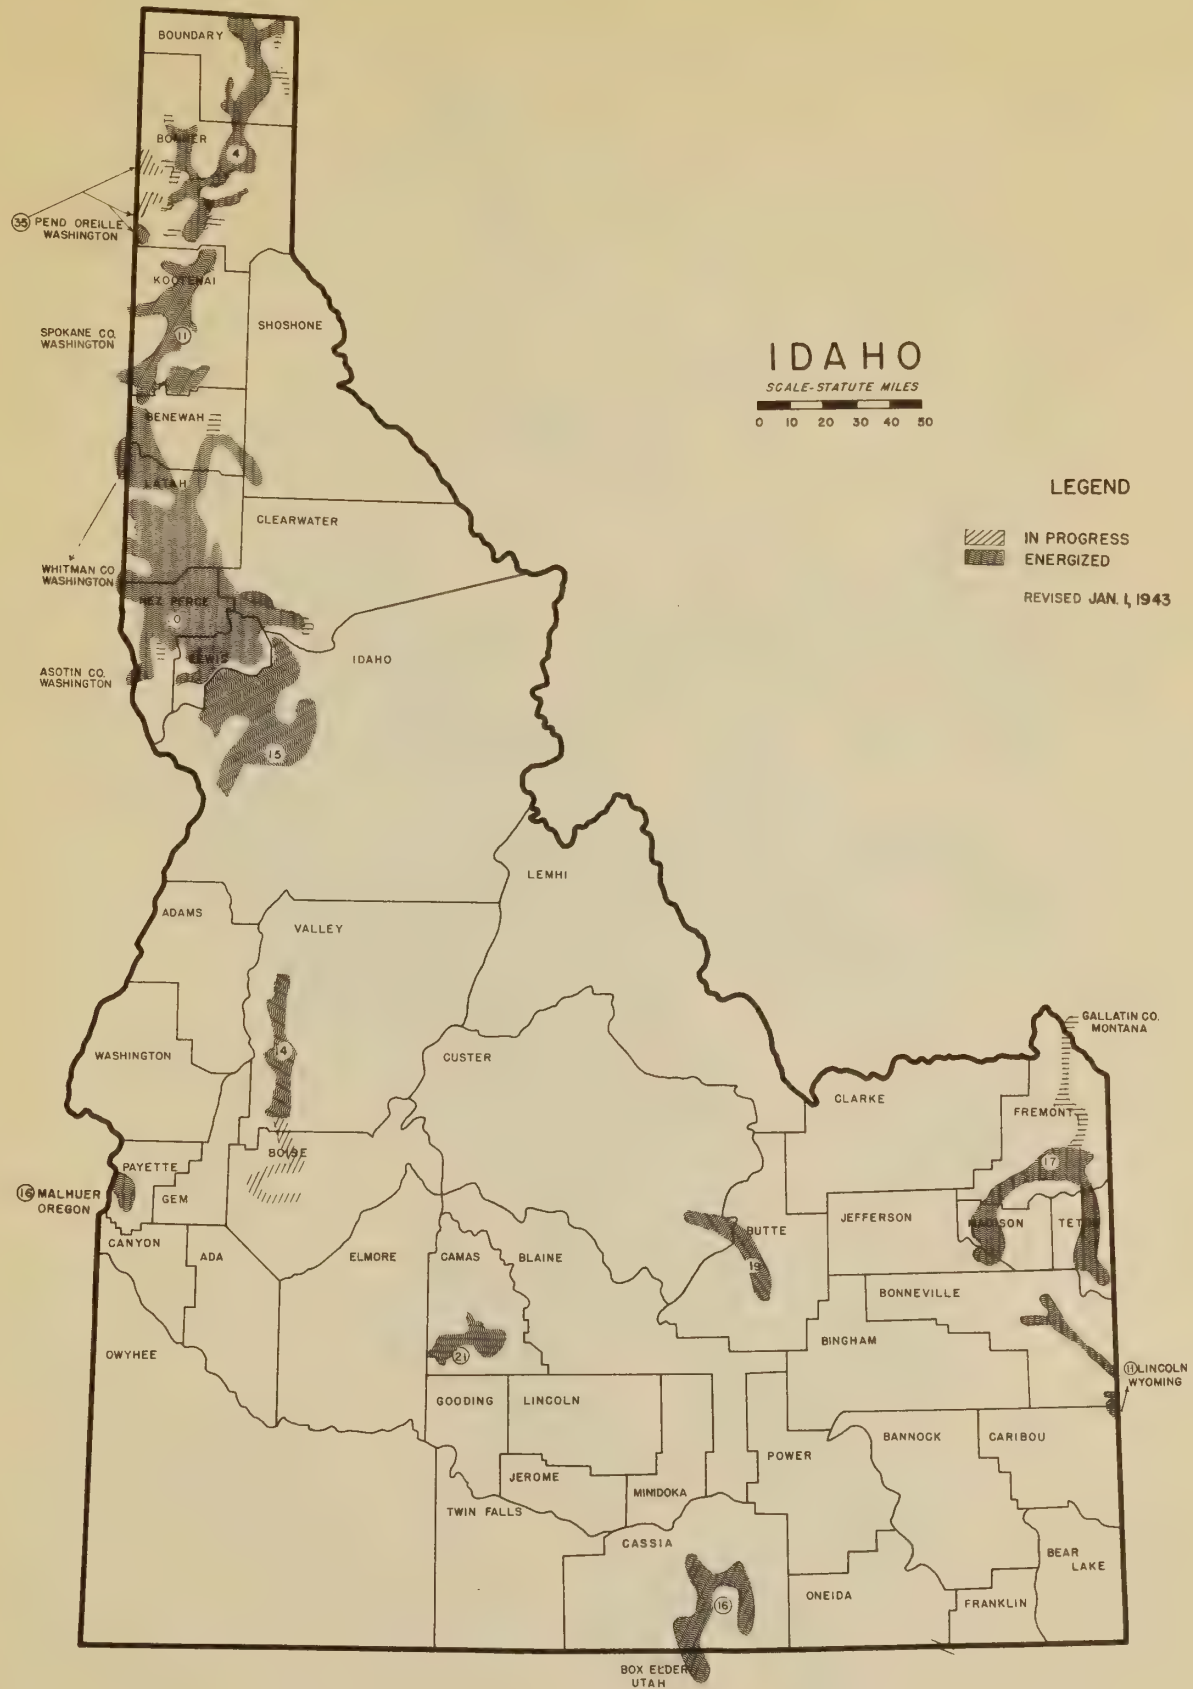 BOUNDARY
BONNER
4
35 PEND OREILLE
WASHINGTON
KOOTENAI
SPOKANE CO.
WASHINGTON
11
SHOSHONE
IDAHO
SCALE-STATUTE MILES
0 10 20 30 40 50
BENEWAH
LEGEND
IN PROGRESS
ENERGIZED
REVISED JAN. 1, 1943
LATAH
CLEARWATER
WHITMAN CO
WASHINGTON
NEZ PERCE
LEWIS
IDAHO
ASOTIN CO.
WASHINGTON
15
LEMHI
ADAMS
VALLEY
GALLATIN CO.
MONTANA
WASHINGTON
14
CUSTER
CLARKE
FREMONT
BOISE
PAYETTE
17
16 MALHUER
OREGON
GEM
CANYON
ADA
ELMORE
CAMAS
BLAINE
BUTTE
JEFFERSON
MADISON
TETON
19
BONNEVILLE
BINGHAM
OWYHEE
21
11 LINCOLN
WYOMING
GOODING
LINCOLN
BANNOCK
CARIBOU
POWER
JEROME
MINIDOKA
TWIN FALLS
CASSIA
BEAR
LAKE
ONEIDA
FRANKLIN
16
BOX ELDER
UTAH